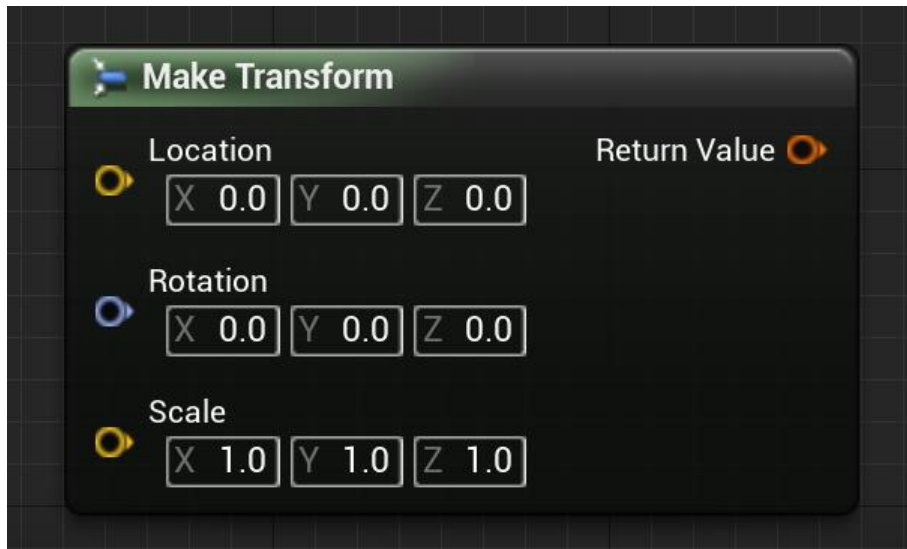 Make Transform
Location
Return Value
X 0.0 Y 0.0 Z 0.0
Rotation
X 0.0 Y 0.0 Z 0.0
Scale
X 1.0 Y 1.0 Z 1.0